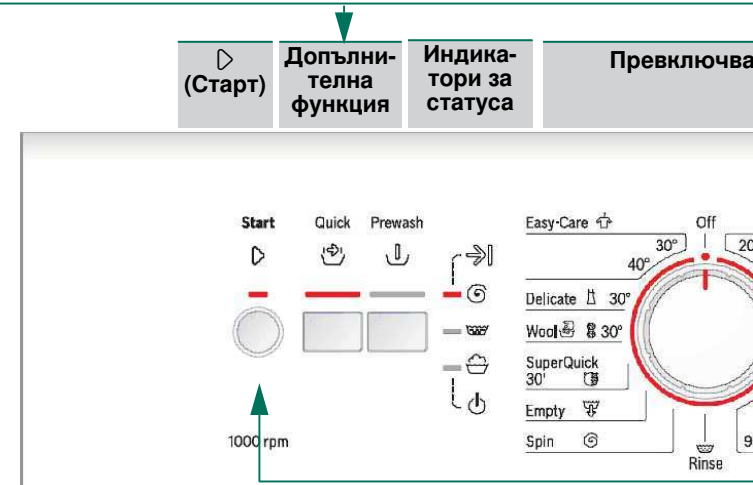 (Старт)
Допълни-
телна
функция
Индика-
тори за
статуса
Превключва
Start
Quick
Prewash
1000 rpm
Easy-Care
Off
30°
20
40°
Delicate
30°
Wool
30°
SuperQuick
30'
Empty
Spin
Rinse
9